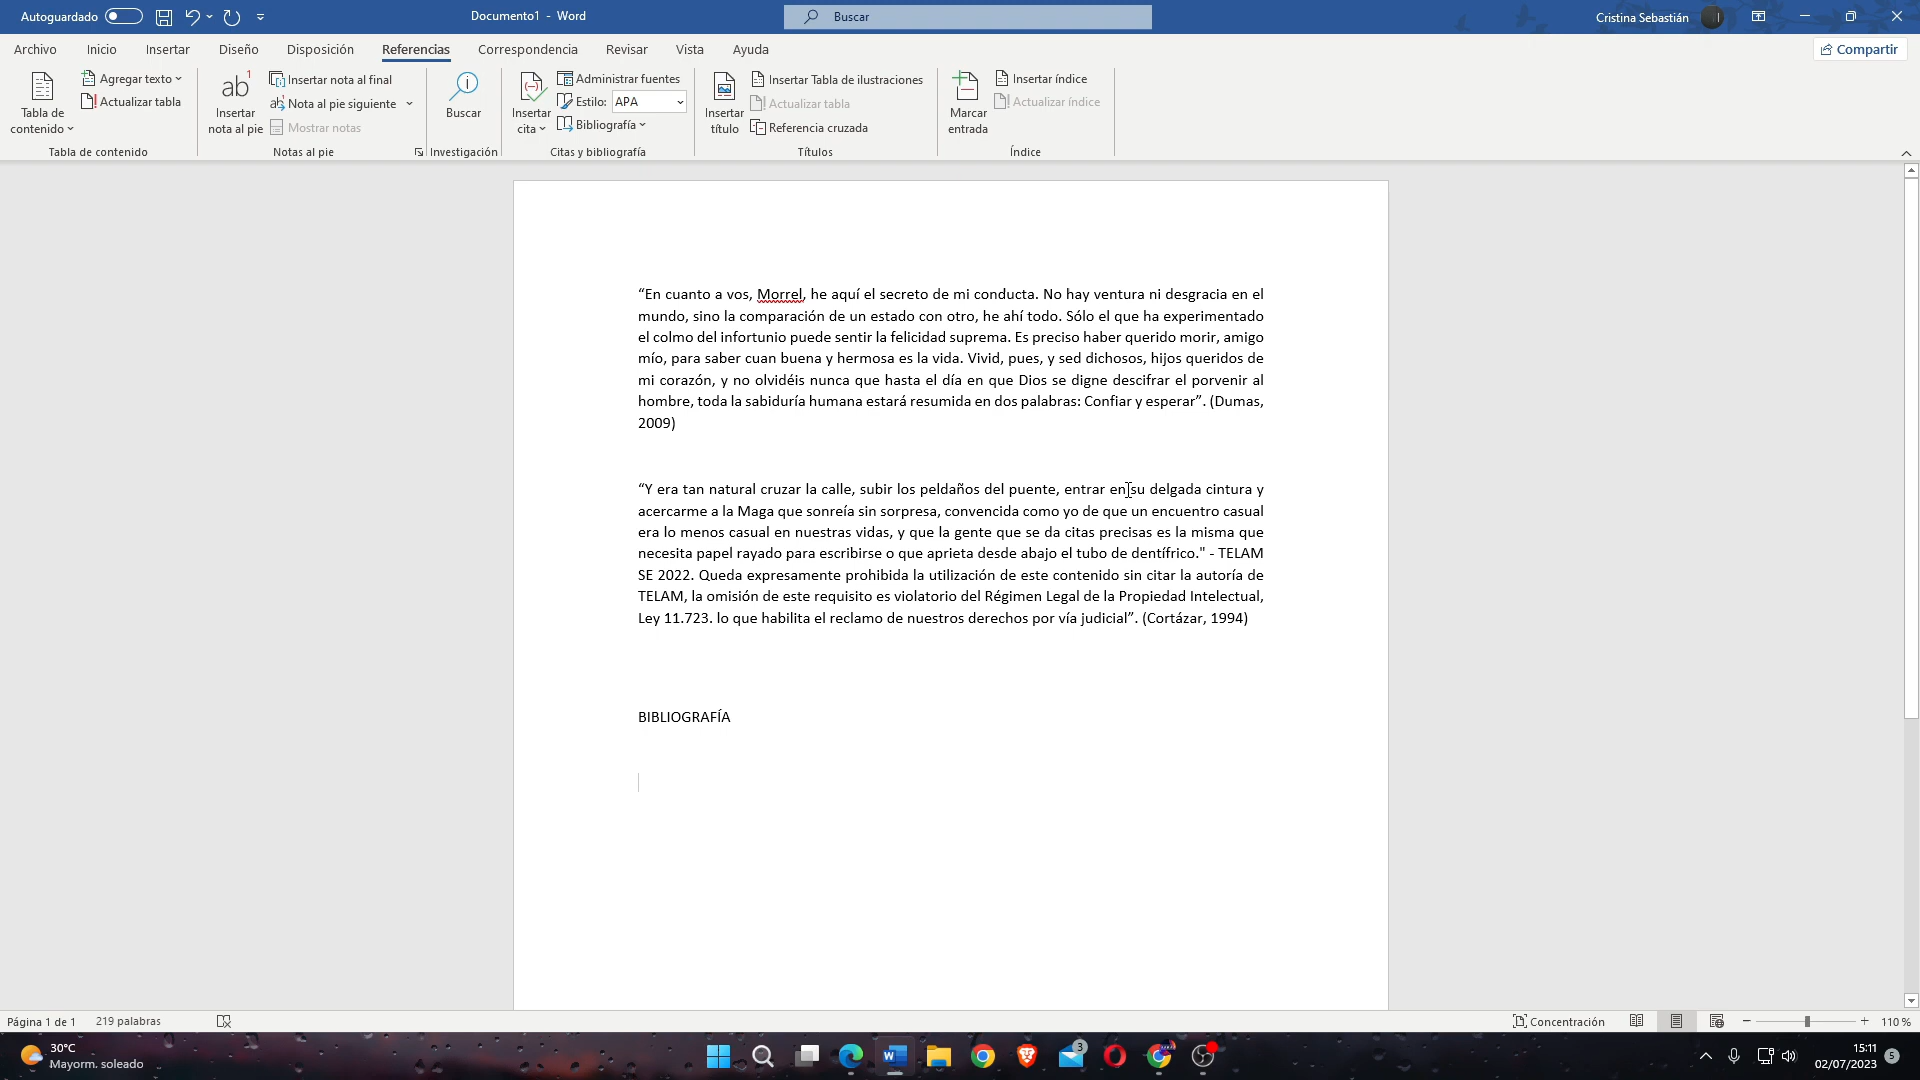 Autoguardado
Documento1 - Word
Buscar
Cristina Sebastián
Archivo Inicio Insertar Diseño Disposición Referencias Correspondencia Revisar Vista Ayuda
Compartir
Tabla de contenido
Agregar texto
Actualizar tabla
Tabla de contenido
ab 1
Insertar nota al pie
Insertar nota al final
Nota al pie siguiente
Mostrar notas
Notas al pie
Buscar
Investigación
Insertar cita
Administrar fuentes
Estilo: APA
Bibliografía
Citas y bibliografía
Insertar título
Insertar Tabla de ilustraciones
Actualizar tabla
Referencia cruzada
Títulos
Marcar entrada
Insertar índice
Actualizar índice
Índice
“En cuanto a vos, Morrel, he aquí el secreto de mi conducta. No hay ventura ni desgracia en el
mundo, sino la comparación de un estado con otro, he ahí todo. Sólo el que ha experimentado
el colmo del infortunio puede sentir la felicidad suprema. Es preciso haber querido morir, amigo
mío, para saber cuan buena y hermosa es la vida. Vivid, pues, y sed dichosos, hijos queridos de
mi corazón, y no olvidéis nunca que hasta el día en que Dios se digne descifrar el porvenir al
hombre, toda la sabiduría humana estará resumida en dos palabras: Confiar y esperar”. (Dumas,
2009)
“Y era tan natural cruzar la calle, subir los peldaños del puente, entrar en su delgada cintura y
acercarme a la Maga que sonreía sin sorpresa, convencida como yo de que un encuentro casual
era lo menos casual en nuestras vidas, y que la gente que se da citas precisas es la misma que
necesita papel rayado para escribirse o que aprieta desde abajo el tubo de dentífrico." - TELAM
SE 2022. Queda expresamente prohibida la utilización de este contenido sin citar la autoría de
TELAM, la omisión de este requisito es violatorio del Régimen Legal de la Propiedad Intelectual,
Ley 11.723. lo que habilita el reclamo de nuestros derechos por vía judicial”. (Cortázar, 1994)
BIBLIOGRAFÍA
Página 1 de 1 219 palabras
Concentración
110 %
30°C
Mayorm. soleado
3
15:11
02/07/2023
5